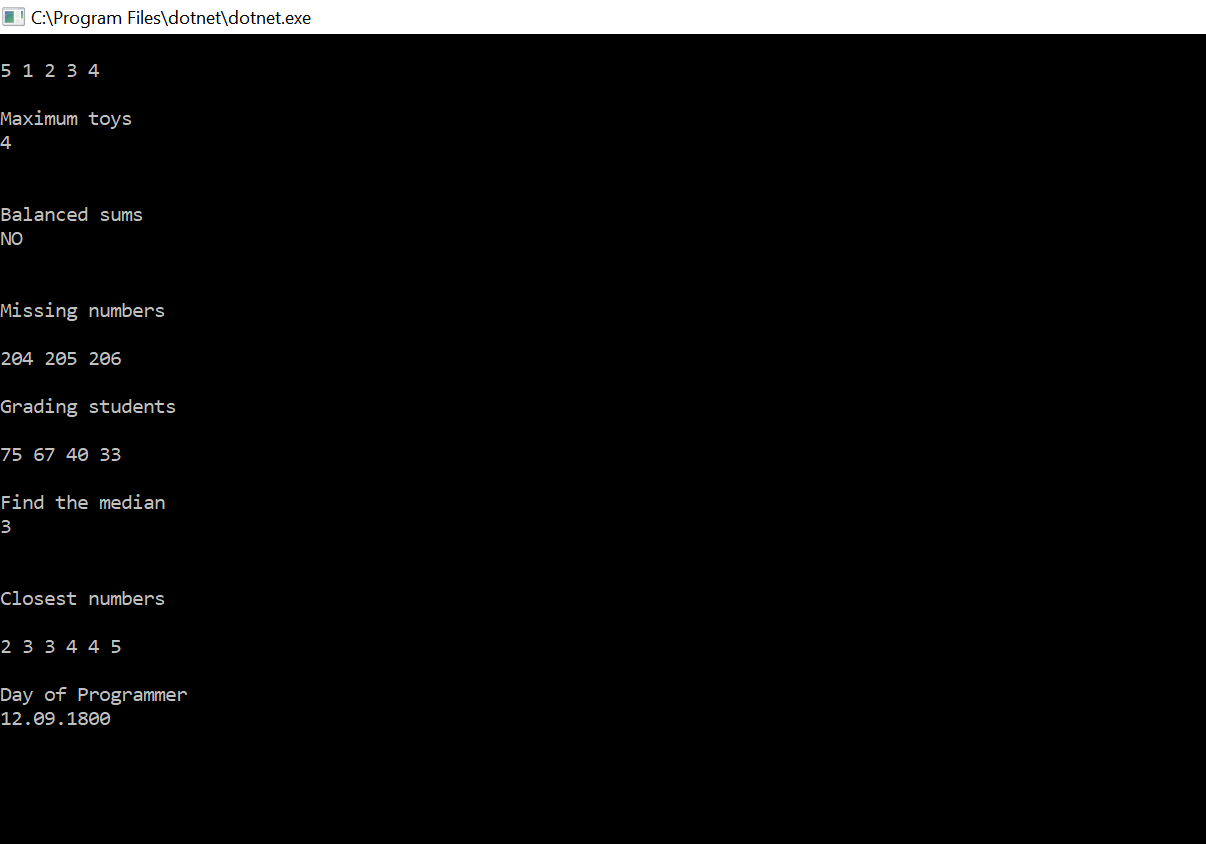 C:\Program Files\dotnet\dotnet.exe
5 1 2 3 4
Maximum toys
4
Balanced sums
NO
Missing numbers
204 205 206
Grading students
75 67 40 33
Find the median
3
Closest numbers
2 3 3 4 4 5
Day of Programmer
12.09.1800